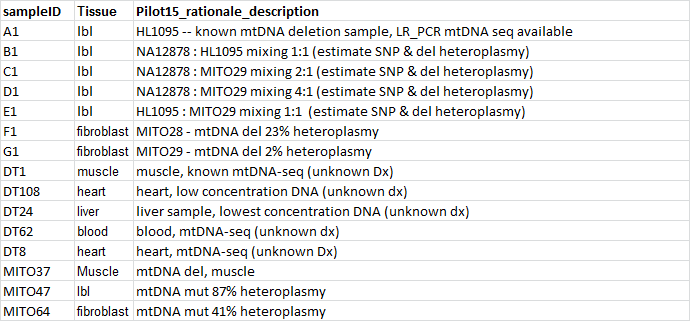 sampleID Tissue Pilot15_rationale_description
A1 lbl HL1095 -- known mtDNA deletion sample, LR_PCR mtDNA seq available
B1 lbl NA12878 : HL1095 mixing 1:1 (estimate SNP & del heteroplasmy)
C1 lbl NA12878 : MITO29 mixing 2:1 (estimate SNP & del heteroplasmy)
D1 lbl NA12878 : MITO29 mixing 4:1 (estimate SNP & del heteroplasmy)
E1 lbl HL1095 : MITO29 mixing 1:1 (estimate SNP & del heteroplasmy)
F1 fibroblast MITO28 - mtDNA del 23% heteroplasmy
G1 fibroblast MITO29 - mtDNA del 2% heteroplasmy
DT1 muscle muscle, known mtDNA-seq (unknown Dx)
DT108 heart heart, low concentration DNA (unknown dx)
DT24 liver liver sample, lowest concentration DNA (unknown dx)
DT62 blood blood, mtDNA-seq (unknown dx)
DT8 heart heart, mtDNA-seq (unknown Dx)
MITO37 Muscle mtDNA del, muscle
MITO47 lbl mtDNA mut 87% heteroplasmy
MITO64 fibroblast mtDNA mut 41% heteroplasmy